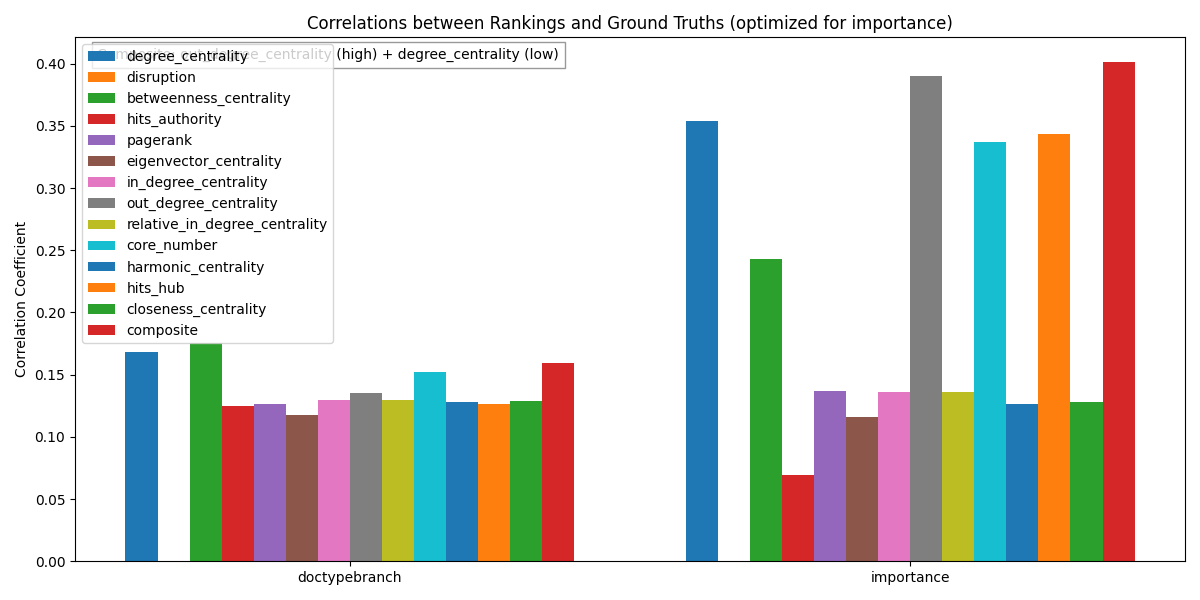 Correlations between Rankings and Ground Truths (optimized for importance)
Composite: out_degree_centrality (high) + degree_centrality (low)
degree_centrality
disruption
betweenness_centrality
hits_authority
pagerank
eigenvector_centrality
in_degree_centrality
out_degree_centrality
relative_in_degree_centrality
core_number
harmonic_centrality
hits_hub
closeness_centrality
composite
Correlation Coefficient
0.40
0.35
0.30
0.25
0.20
0.15
0.10
0.05
0.00
doctypebranch
importance